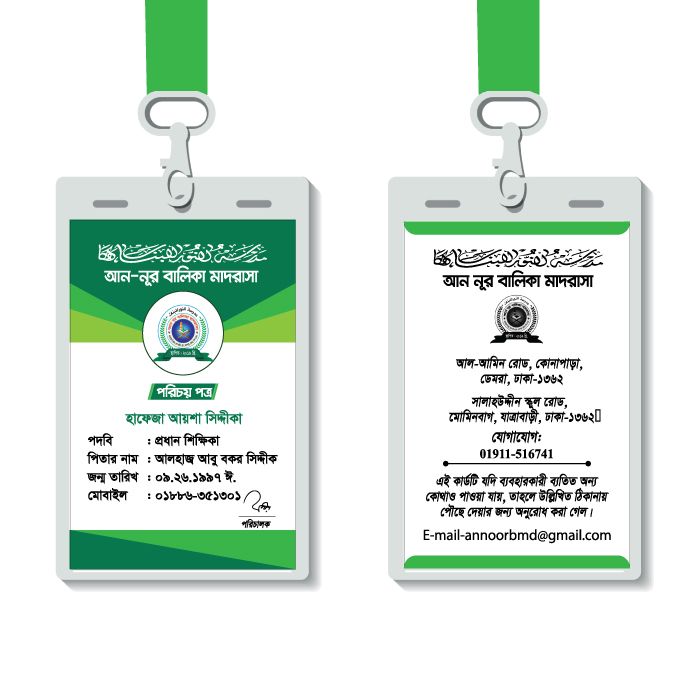 আন-নূর বালিকা মাদরাসা
পরিচয় পত্র
হাফেজা আয়শা সিদ্দীকা
পদবি : প্রধান শিক্ষিকা
পিতার নাম : আলহাজ্ব আবু বকর সিদ্দীক
জন্ম তারিখ : ০৯.২৬.১৯৯৭ ঈ.
মোবাইল : ০১৮৮৬-৩৫১৩০১
পরিচালক
আন নূর বালিকা মাদরাসা
আল-আমিন রোড, কোনাপাড়া,
ডেমরা, ঢাকা-১৩৬২
সালাহউদ্দীন স্কুল রোড,
মোমিনবাগ, যাত্রাবাড়ী, ঢাকা-১৩৬২
যোগাযোগ:
01911-516741
এই কার্ডটি যদি ব্যবহারকারী ব্যতিত অন্য
কোথাও পাওয়া যায়, তাহলে উল্লিখিত ঠিকানায়
পৌছে দেয়ার জন্য অনুরোধ করা গেল।
E-mail-annoorbmd@gmail.com